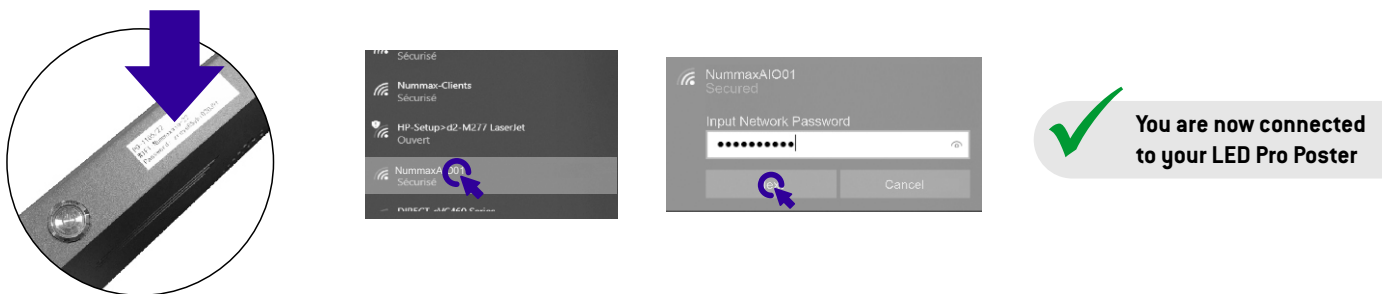 Sécurisé
Nummax-Clients
Sécurisé
HP-Setup>d2-M277 LaserJet
Ouvert
NummaxAIO01
Sécurisé
NummaxAIO01
Secured
Input Network Password
Cancel
You are now connected
to your LED Pro Poster